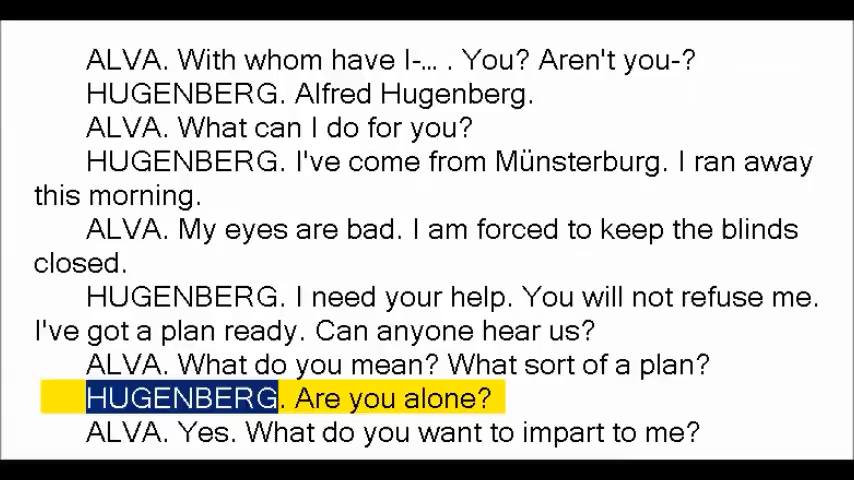 ALVA. With whom have I-... . You? Aren't you-?
HUGENBERG. Alfred Hugenberg.
ALVA. What can I do for you?
HUGENBERG. I've come from Münsterburg. I ran away
this morning.
ALVA. My eyes are bad. I am forced to keep the blinds
closed.
HUGENBERG. I need your help. You will not refuse me.
I've got a plan ready. Can anyone hear us?
ALVA. What do you mean? What sort of a plan?
HUGENBERG. Are you alone?
ALVA. Yes. What do you want to impart to me?